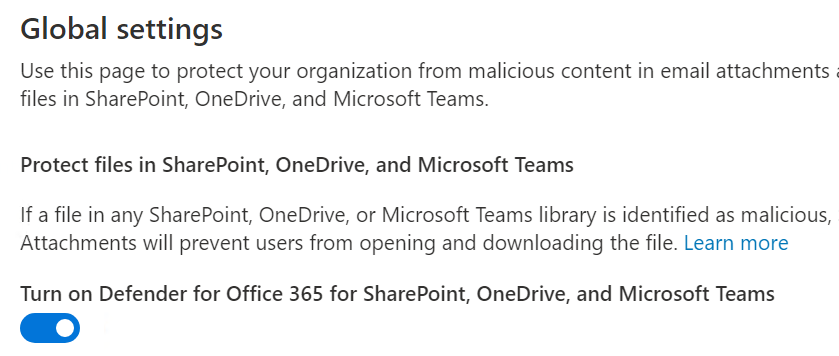 Global settings
Use this page to protect your organization from malicious content in email attachments a
files in SharePoint, OneDrive, and Microsoft Teams.
Protect files in SharePoint, OneDrive, and Microsoft Teams
If a file in any SharePoint, OneDrive, or Microsoft Teams library is identified as malicious,
Attachments will prevent users from opening and downloading the file. Learn more
Turn on Defender for Office 365 for SharePoint, OneDrive, and Microsoft Teams